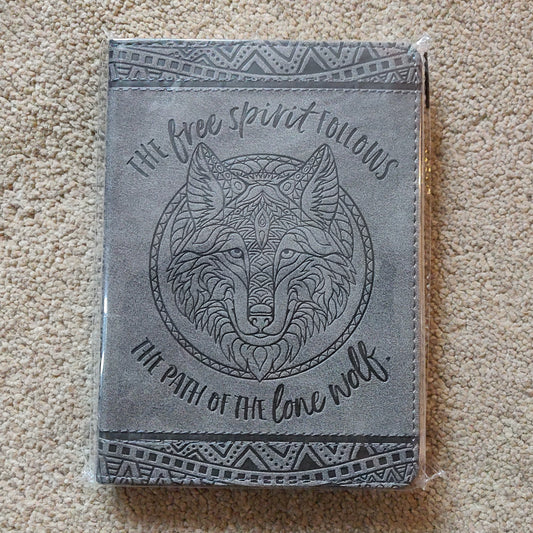 THE free spirit FOLLOWS
THE PATH OF THE lone wolf.